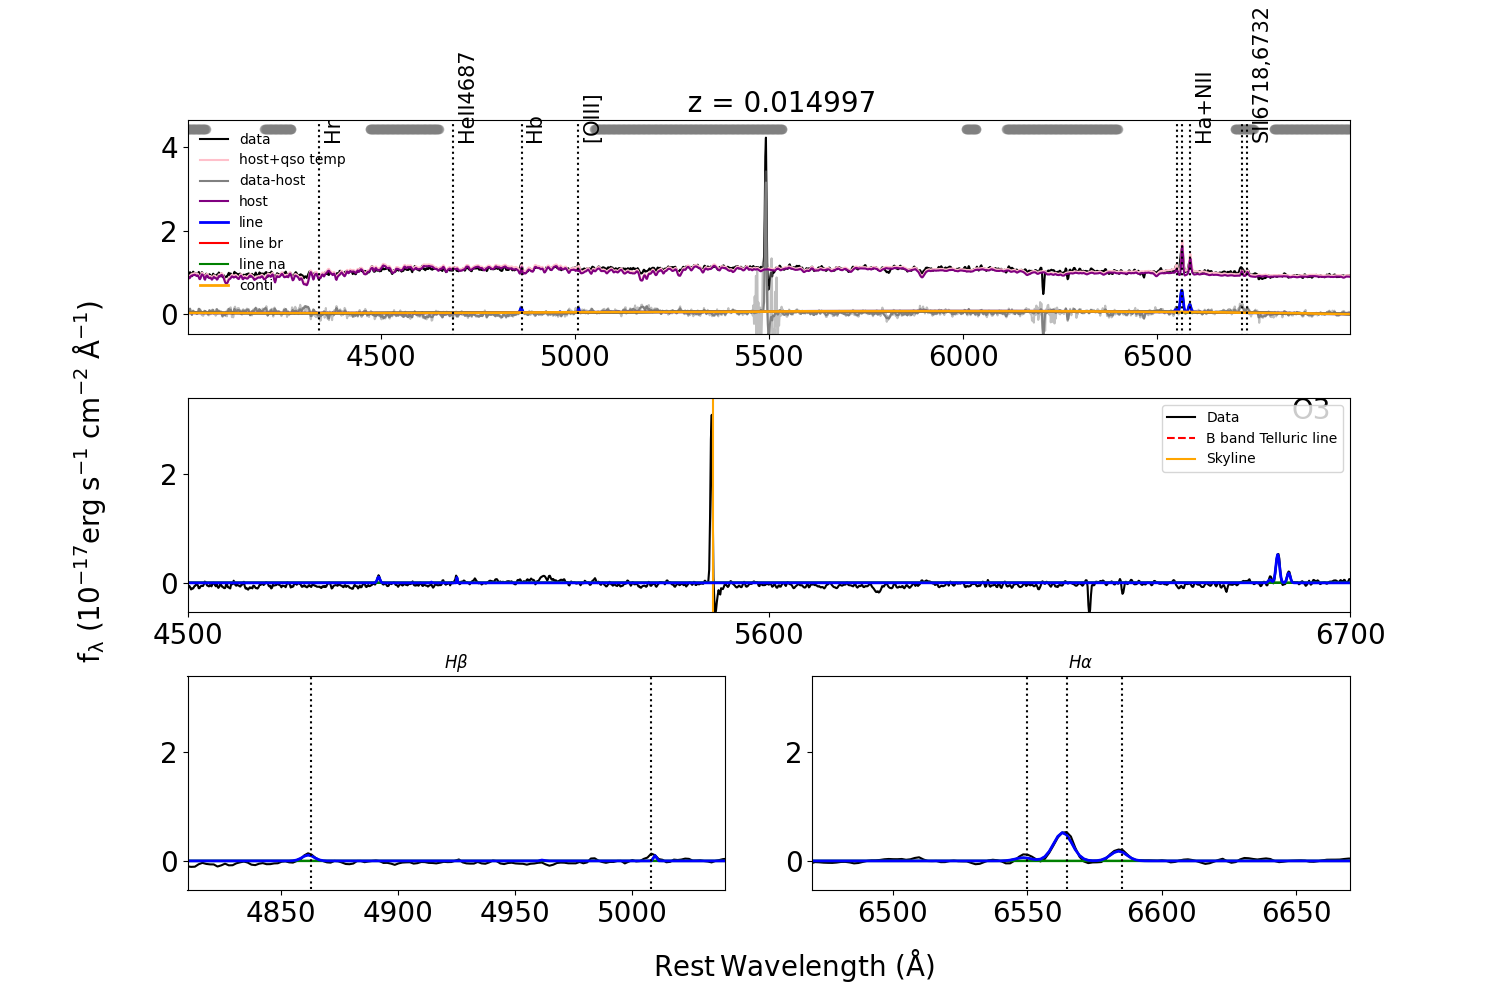 z = 0.014997
Hr
HeII4687
Hb
[OIII]
Ha+NII
SII6718,6732
data
host+qso temp
data-host
host
line
line br
line na
conti
4
2
0
4500 5000 5500 6000 6500
fλ (10⁻¹⁷erg s⁻¹ cm⁻² Å⁻¹)
O3
Data
B band Telluric line
Skyline
2
0
4500 5600 6700
Hβ
2
0
4850 4900 4950 5000
Hα
2
0
6500 6550 6600 6650
Rest Wavelength (Å)